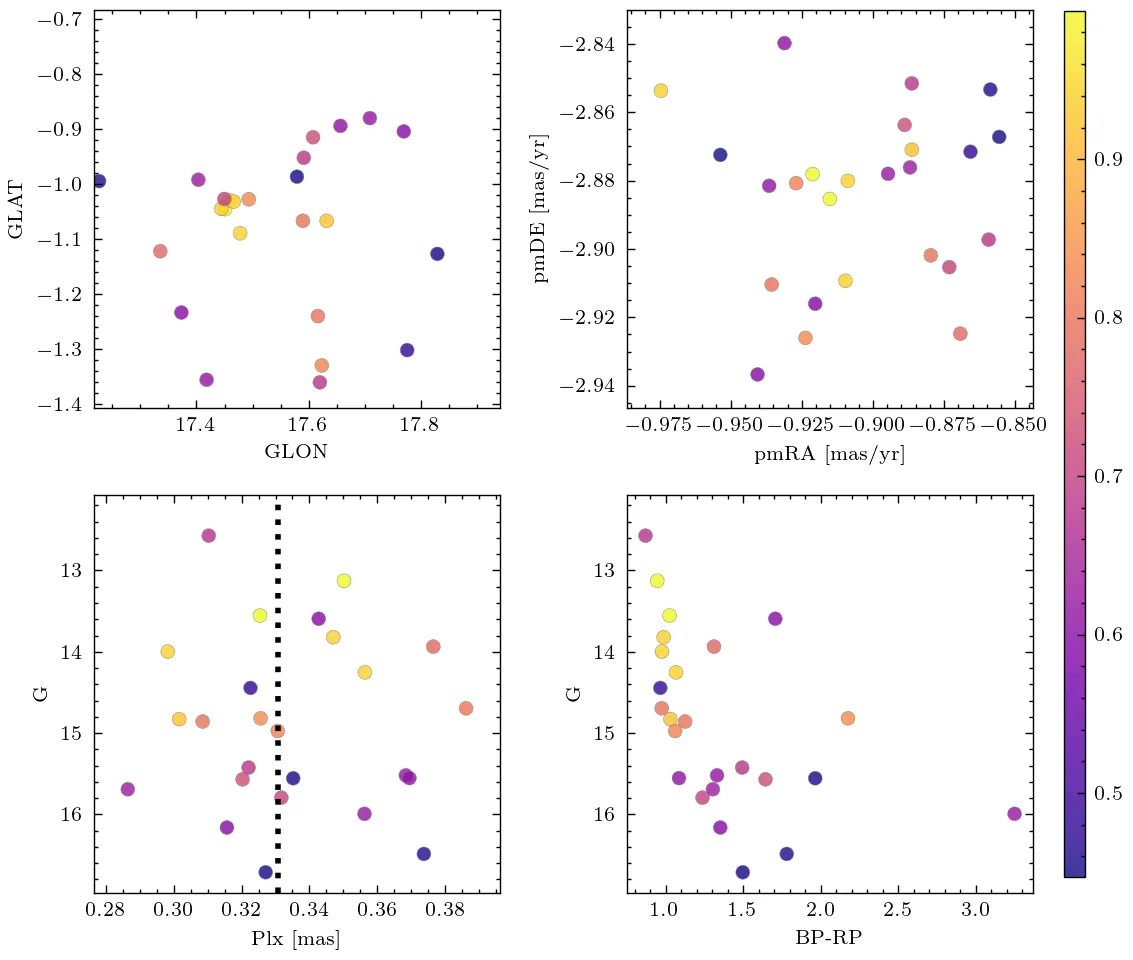 −0.7
−0.8
−0.9
−1.0
−1.1
−1.2
−1.3
−1.4
GLAT
17.4 17.6 17.8
GLON
−2.84
−2.86
−2.88
−2.90
−2.92
−2.94
pmDE [mas/yr]
−0.975 −0.950 −0.925 −0.900 −0.875 −0.850
pmRA [mas/yr]
13
14
15
16
G
0.28 0.30 0.32 0.34 0.36 0.38
Plx [mas]
13
14
15
16
G
1.0 1.5 2.0 2.5 3.0
BP-RP
0.9
0.8
0.7
0.6
0.5